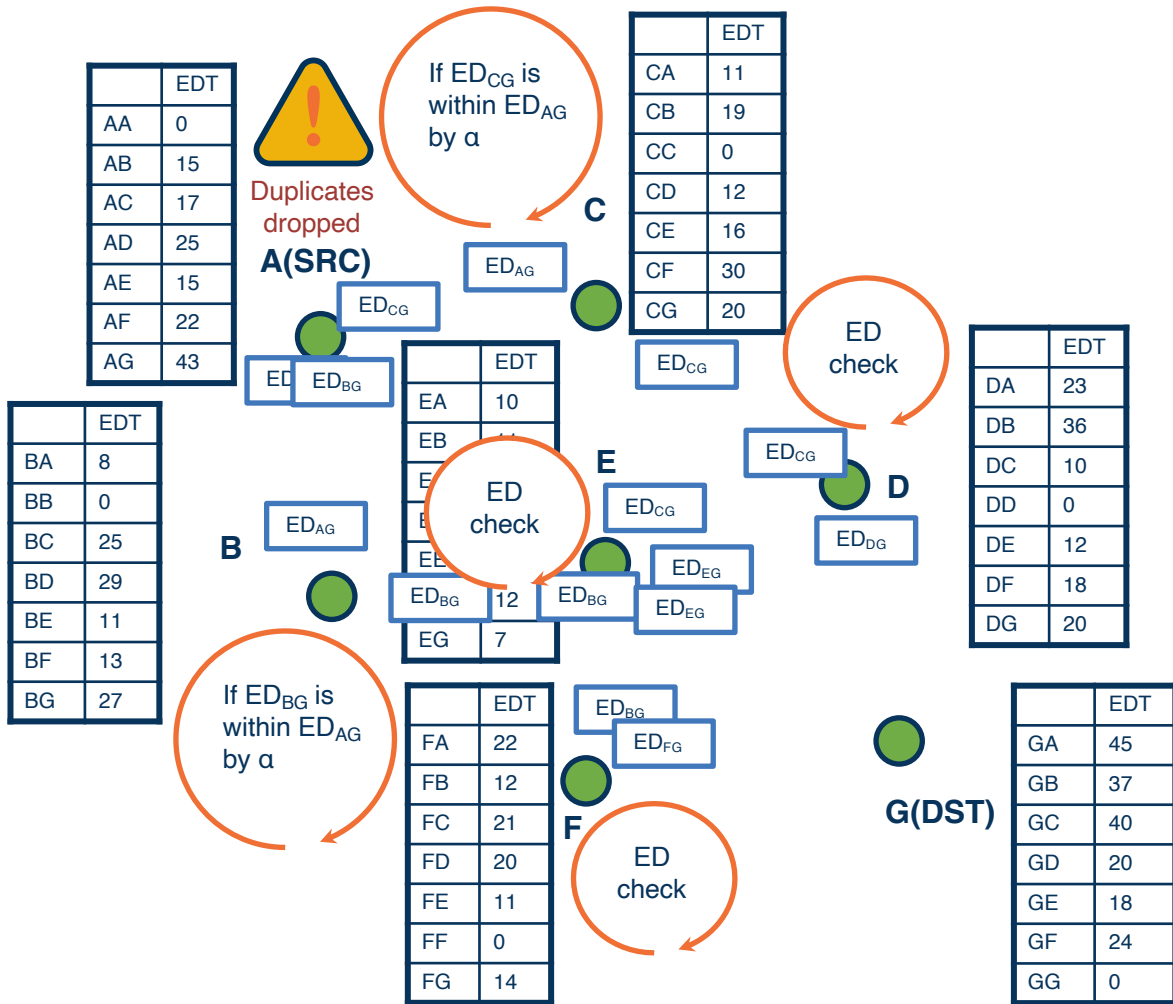 EDT
AA 0
AB 15
AC 17
AD 25
AE 15
AF 22
AG 43
Duplicates
dropped
A(SRC)
If ED_CG is
within ED_AG
by α
C
EDT
CA 11
CB 19
CC 0
CD 12
CE 16
CF 30
CG 20
ED_AG
ED_CG
ED_BG
ED_CG
ED
check
EDT
DA 23
DB 36
DC 10
DD 0
DE 12
DF 18
DG 20
ED_CG
D
ED_DG
EDT
BA 8
BB 0
BC 25
BD 29
BE 11
BF 13
BG 27
B
ED_AG
EDT
EA 10
EB
12
EG 7
ED
check
E
ED_CG
ED_EG
ED_BG
ED_BG
ED_EG
If ED_BG is
within ED_AG
by α
EDT
FA 22
FB 12
FC 21
FD 20
FE 11
FF 0
FG 14
ED_BG
ED_FG
F
ED
check
G(DST)
EDT
GA 45
GB 37
GC 40
GD 20
GE 18
GF 24
GG 0